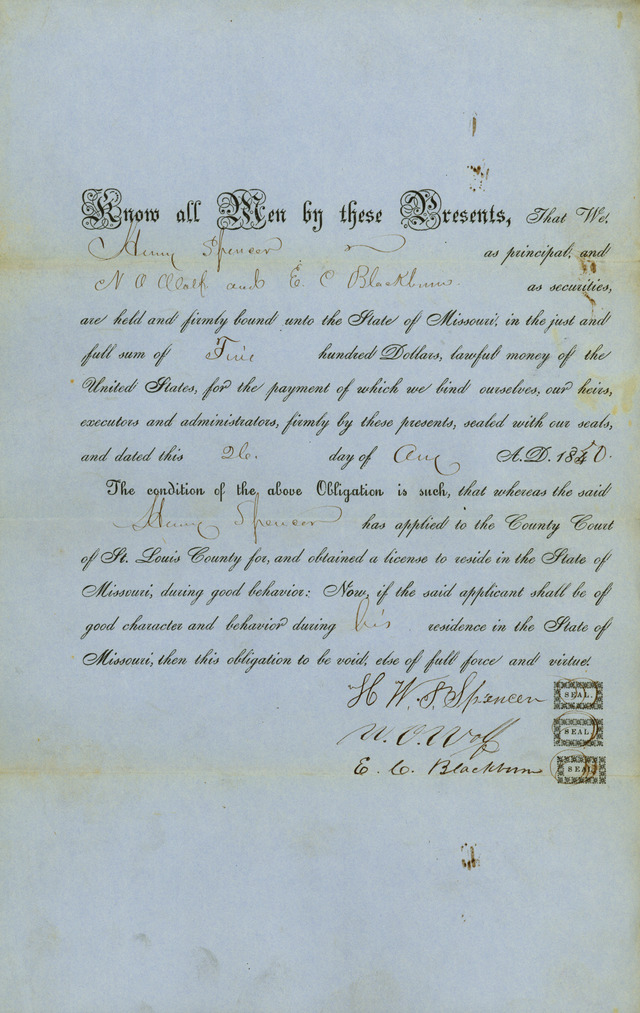 Know all Men by these Presents, That We,
Henry Spencer as principal, and
N O Wolf and E. C Blackburn as securities,
are held and firmly bound unto the State of Missouri, in the just and
full sum of Five hundred Dollars, lawful money of the
United States, for the payment of which we bind ourselves, our heirs,
executors and administrators, firmly by these presents, sealed with our seals,
and dated this 26 day of Aug A. D. 1850.
The condition of the above Obligation is such, that whereas the said
Henry Spencer has applied to the County Court
of St. Louis County for, and obtained a license to reside in the State of
Missouri, during good behavior: Now, if the said applicant shall be of
good character and behavior during his residence in the State of
Missouri, then this obligation to be void; else of full force and virtue.
H W. S. Spencer SEAL.
W. O. Wolf SEAL
E. C. Blackburn SEAL